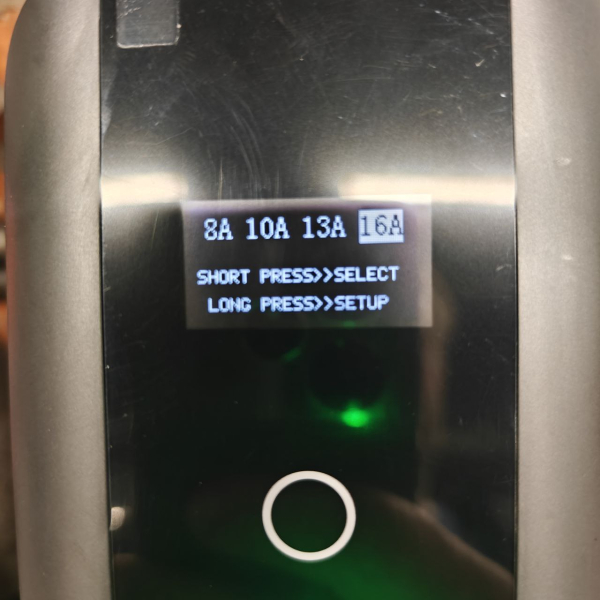 8A 10A 13A 16A
SHORT PRESS>>SELECT
LONG PRESS>>SETUP